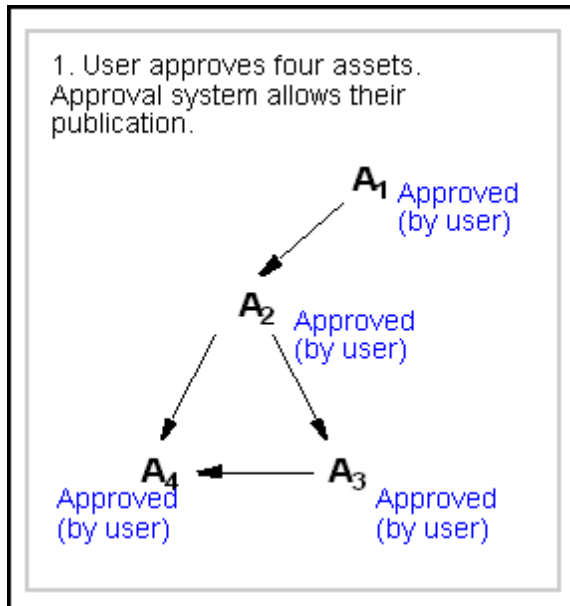 1. User approves four assets.
Approval system allows their
publication.
A1 Approved
(by user)
A2 Approved
(by user)
A4
Approved
(by user)
A3
Approved
(by user)